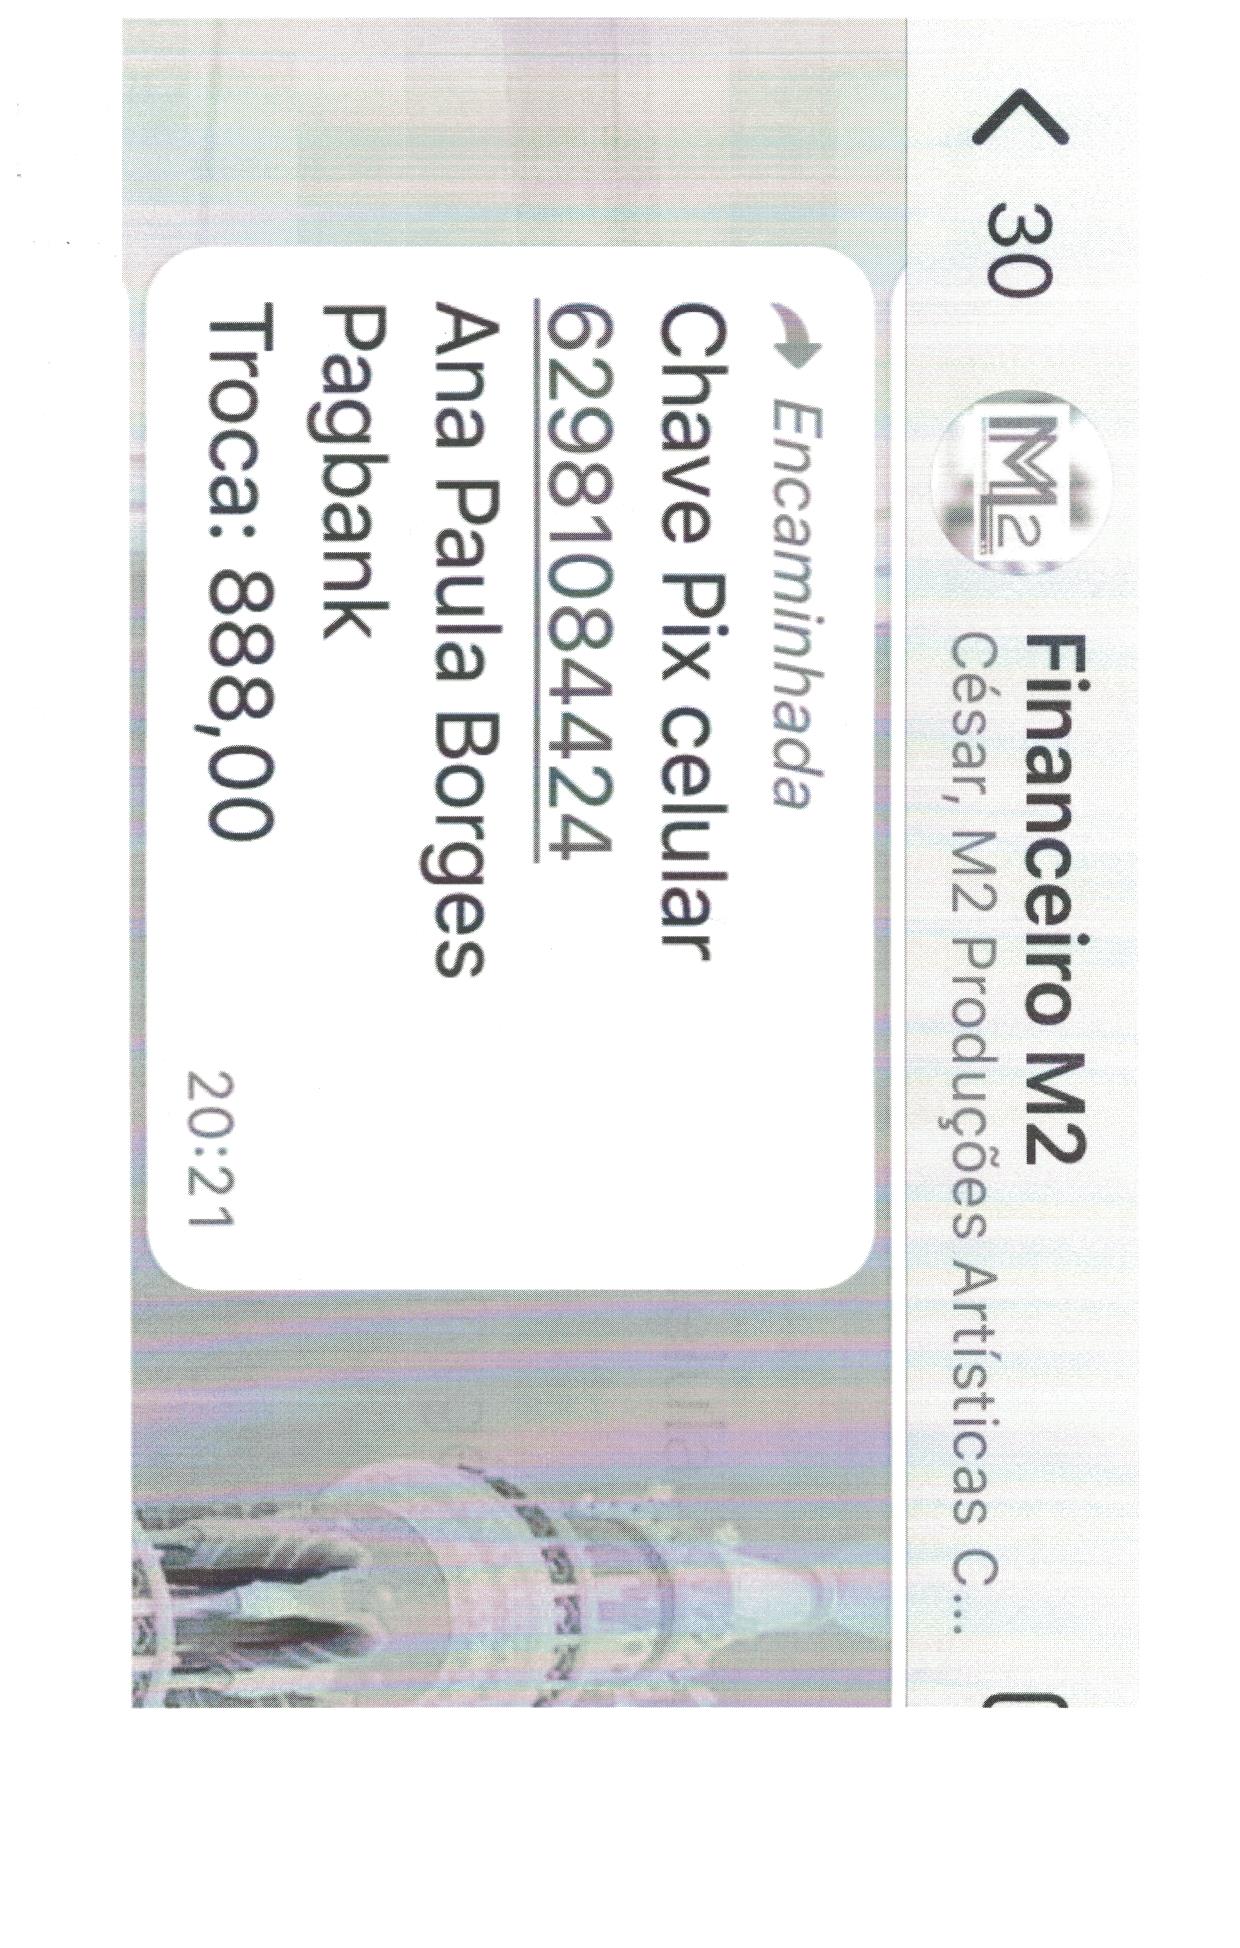 30
M2
Financeiro M2
César, M2 Produções Artísticas C...
Encaminhada
Chave Pix celular
62981084424
Ana Paula Borges
Pagbank
Troca: 888,00
20:21